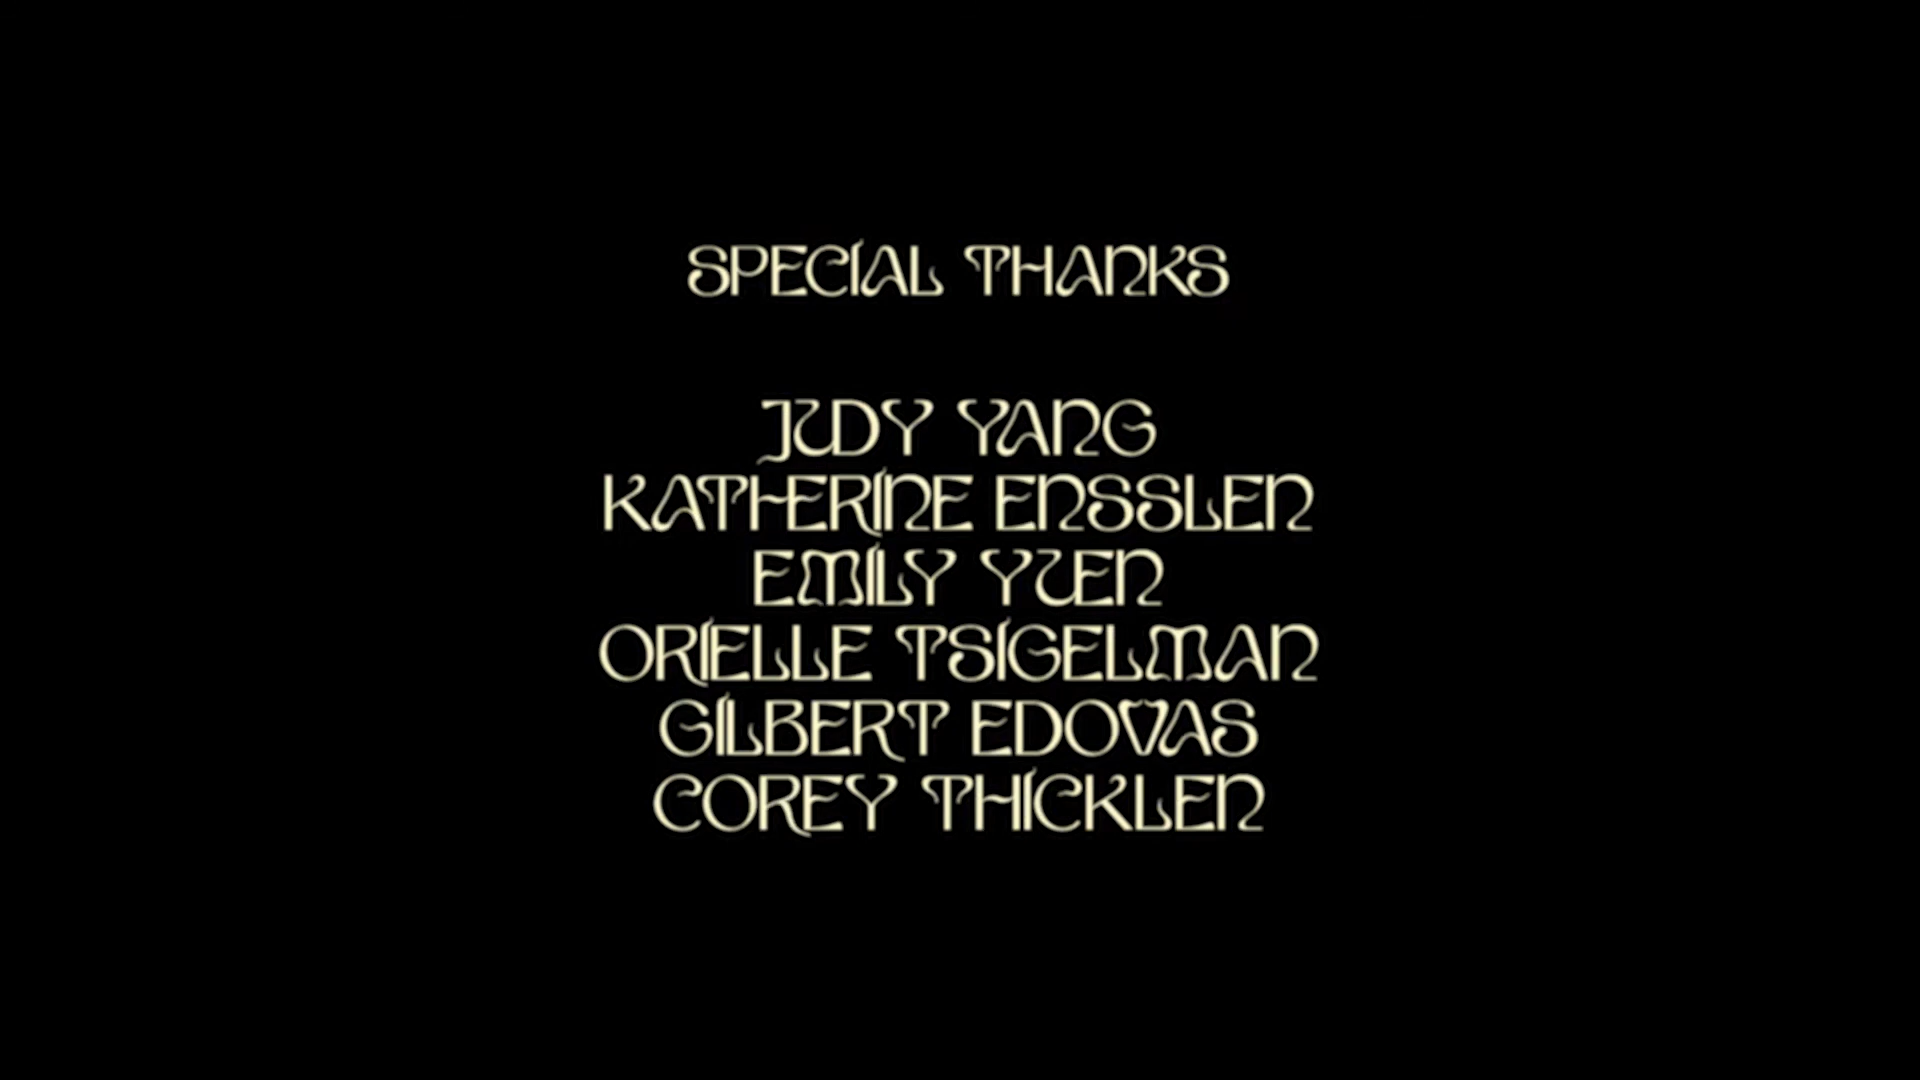 SPECIAL THANKS
JUDY YANG
KATHERINE ENSSLEN
EMILY YUEN
ORIELLE TSIGELMAN
GILBERT EDOVAS
COREY THICKLEN